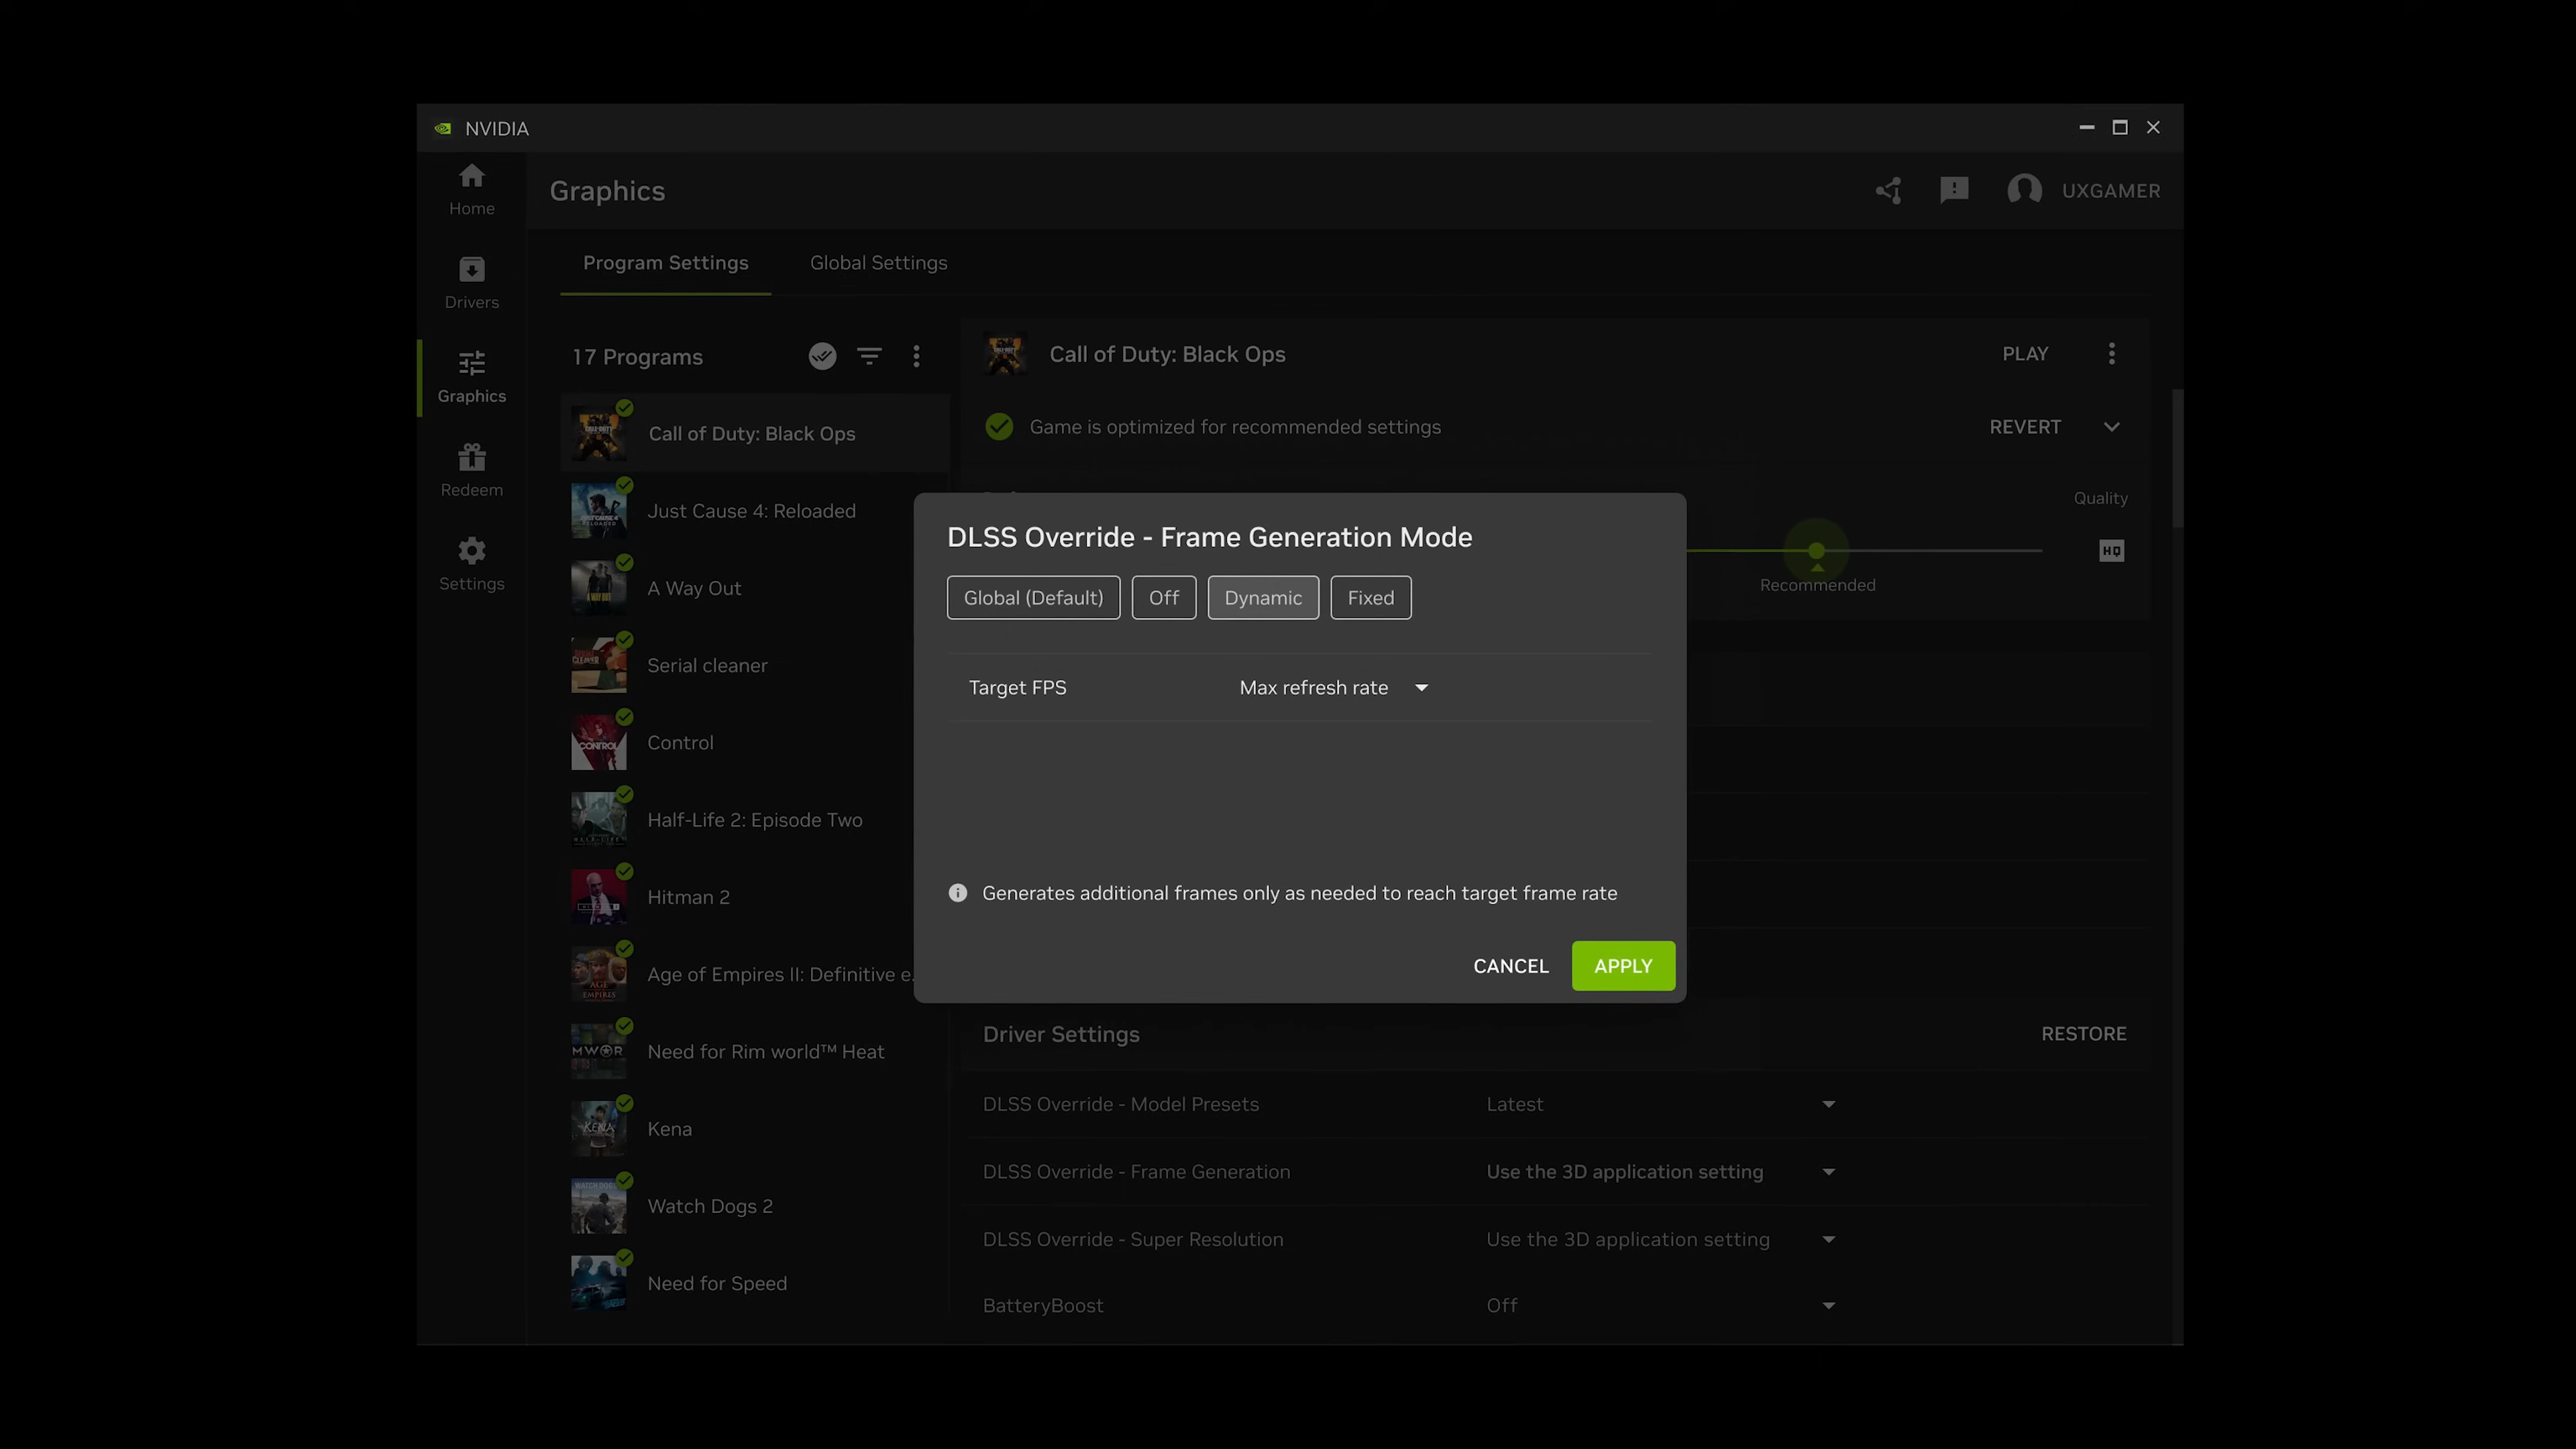 NVIDIA
Home
Drivers
Graphics
Redeem
Settings
Graphics
UXGAMER
Program Settings
Global Settings
17 Programs
Call of Duty: Black Ops
Just Cause 4: Reloaded
A Way Out
Serial cleaner
Control
Half-Life 2: Episode Two
Hitman 2
Age of Empires II: Definitive e...
Need for Rim world™ Heat
Kena
Watch Dogs 2
Need for Speed
Call of Duty: Black Ops
PLAY
Game is optimized for recommended settings
REVERT
Quality
HQ
Recommended
DLSS Override - Frame Generation Mode
Global (Default)
Off
Dynamic
Fixed
Target FPS
Max refresh rate
Generates additional frames only as needed to reach target frame rate
CANCEL
APPLY
Driver Settings
RESTORE
DLSS Override - Model Presets
Latest
DLSS Override - Frame Generation
Use the 3D application setting
DLSS Override - Super Resolution
Use the 3D application setting
BatteryBoost
Off